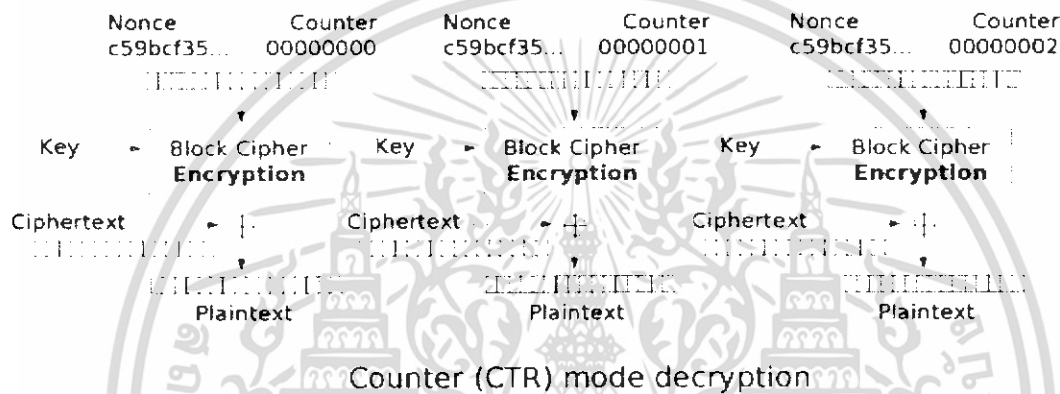 Nonce Counter Nonce Counter Nonce Counter
c59bcf35... 00000000 c59bcf35... 00000001 c59bcf35... 00000002
Key Block Cipher Key Block Cipher Key Block Cipher
Encryption Encryption Encryption
Ciphertext Ciphertext Ciphertext
Plaintext Plaintext Plaintext
Counter (CTR) mode decryption